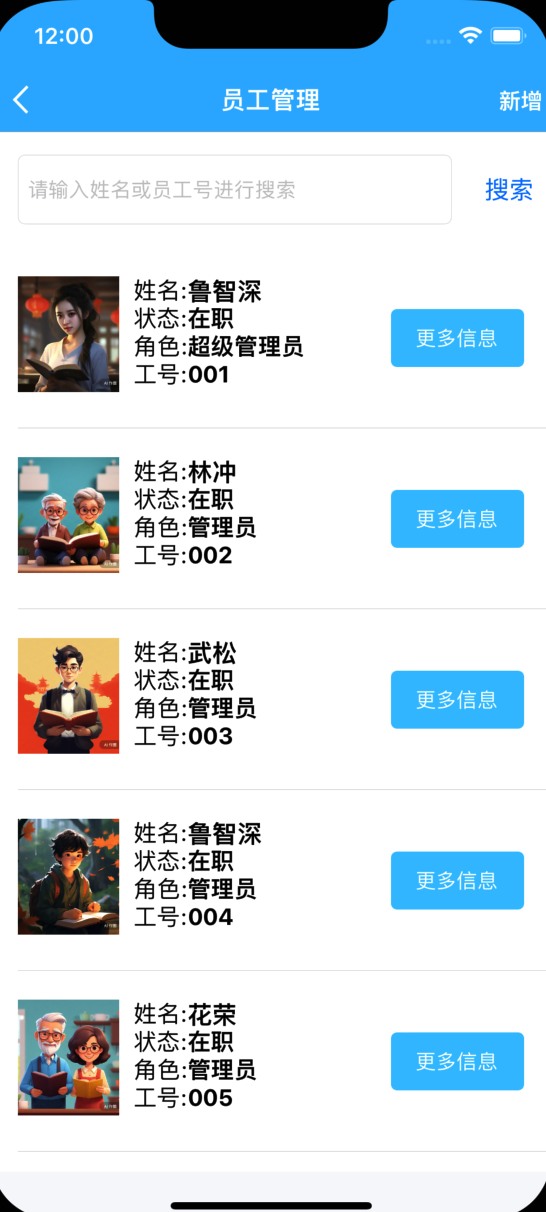 12:00
员工管理
新增
请输入姓名或员工号进行搜索
搜索
姓名:鲁智深
状态:在职
角色:超级管理员
工号:001
更多信息
姓名:林冲
状态:在职
角色:管理员
工号:002
更多信息
姓名:武松
状态:在职
角色:管理员
工号:003
更多信息
姓名:鲁智深
状态:在职
角色:管理员
工号:004
更多信息
姓名:花荣
状态:在职
角色:管理员
工号:005
更多信息